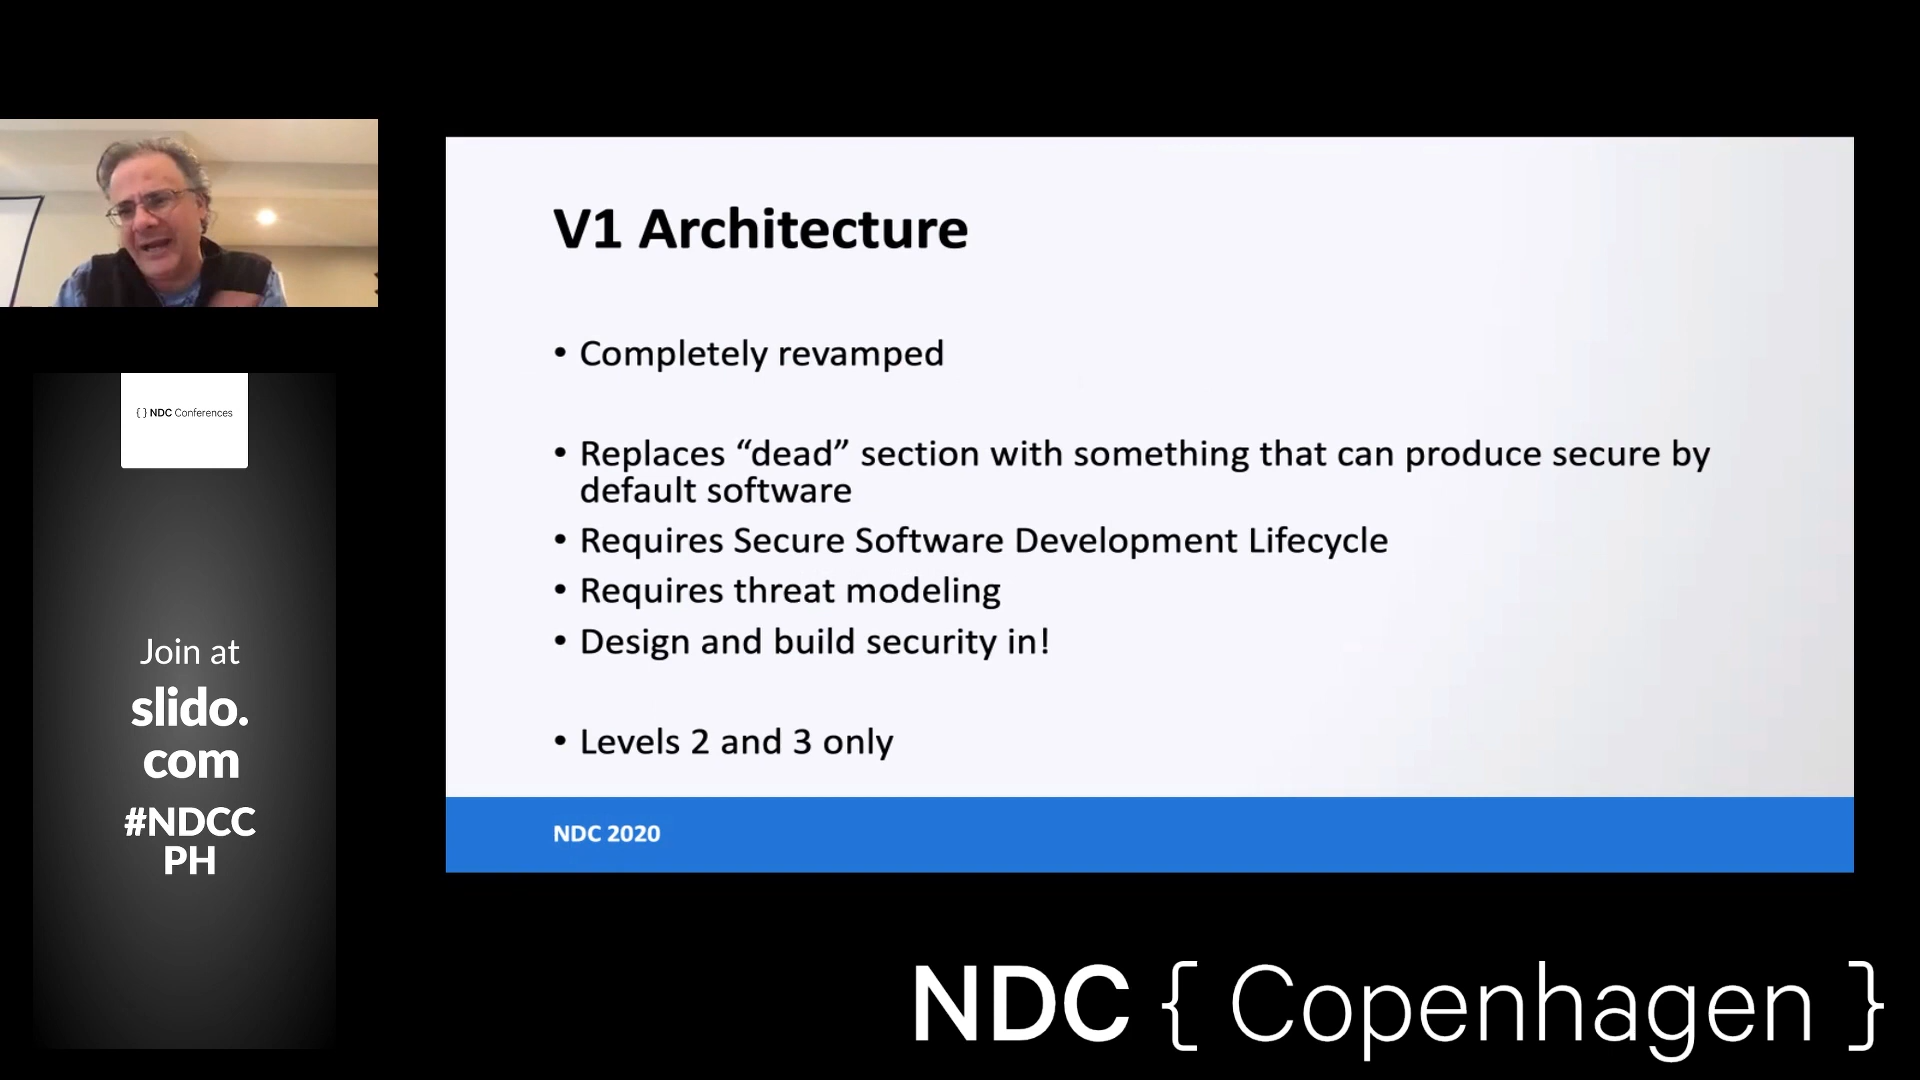 { } NDC Conferences
Join at
slido.
com
#NDCC
PH
V1 Architecture
• Completely revamped
• Replaces “dead” section with something that can produce secure by
default software
• Requires Secure Software Development Lifecycle
• Requires threat modeling
• Design and build security in!
• Levels 2 and 3 only
NDC 2020
NDC { Copenhagen }